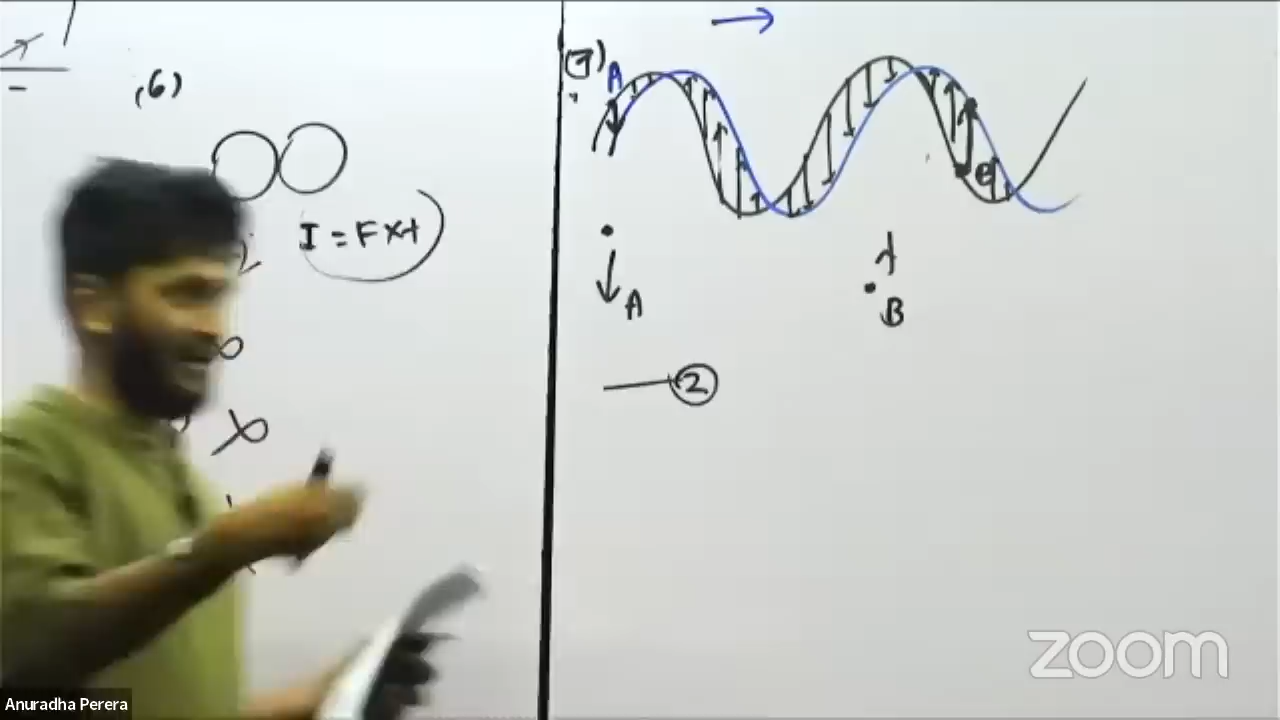 (6)
I = F x t
(7)
A
B
A
B
2
zoom
Anuradha Perera